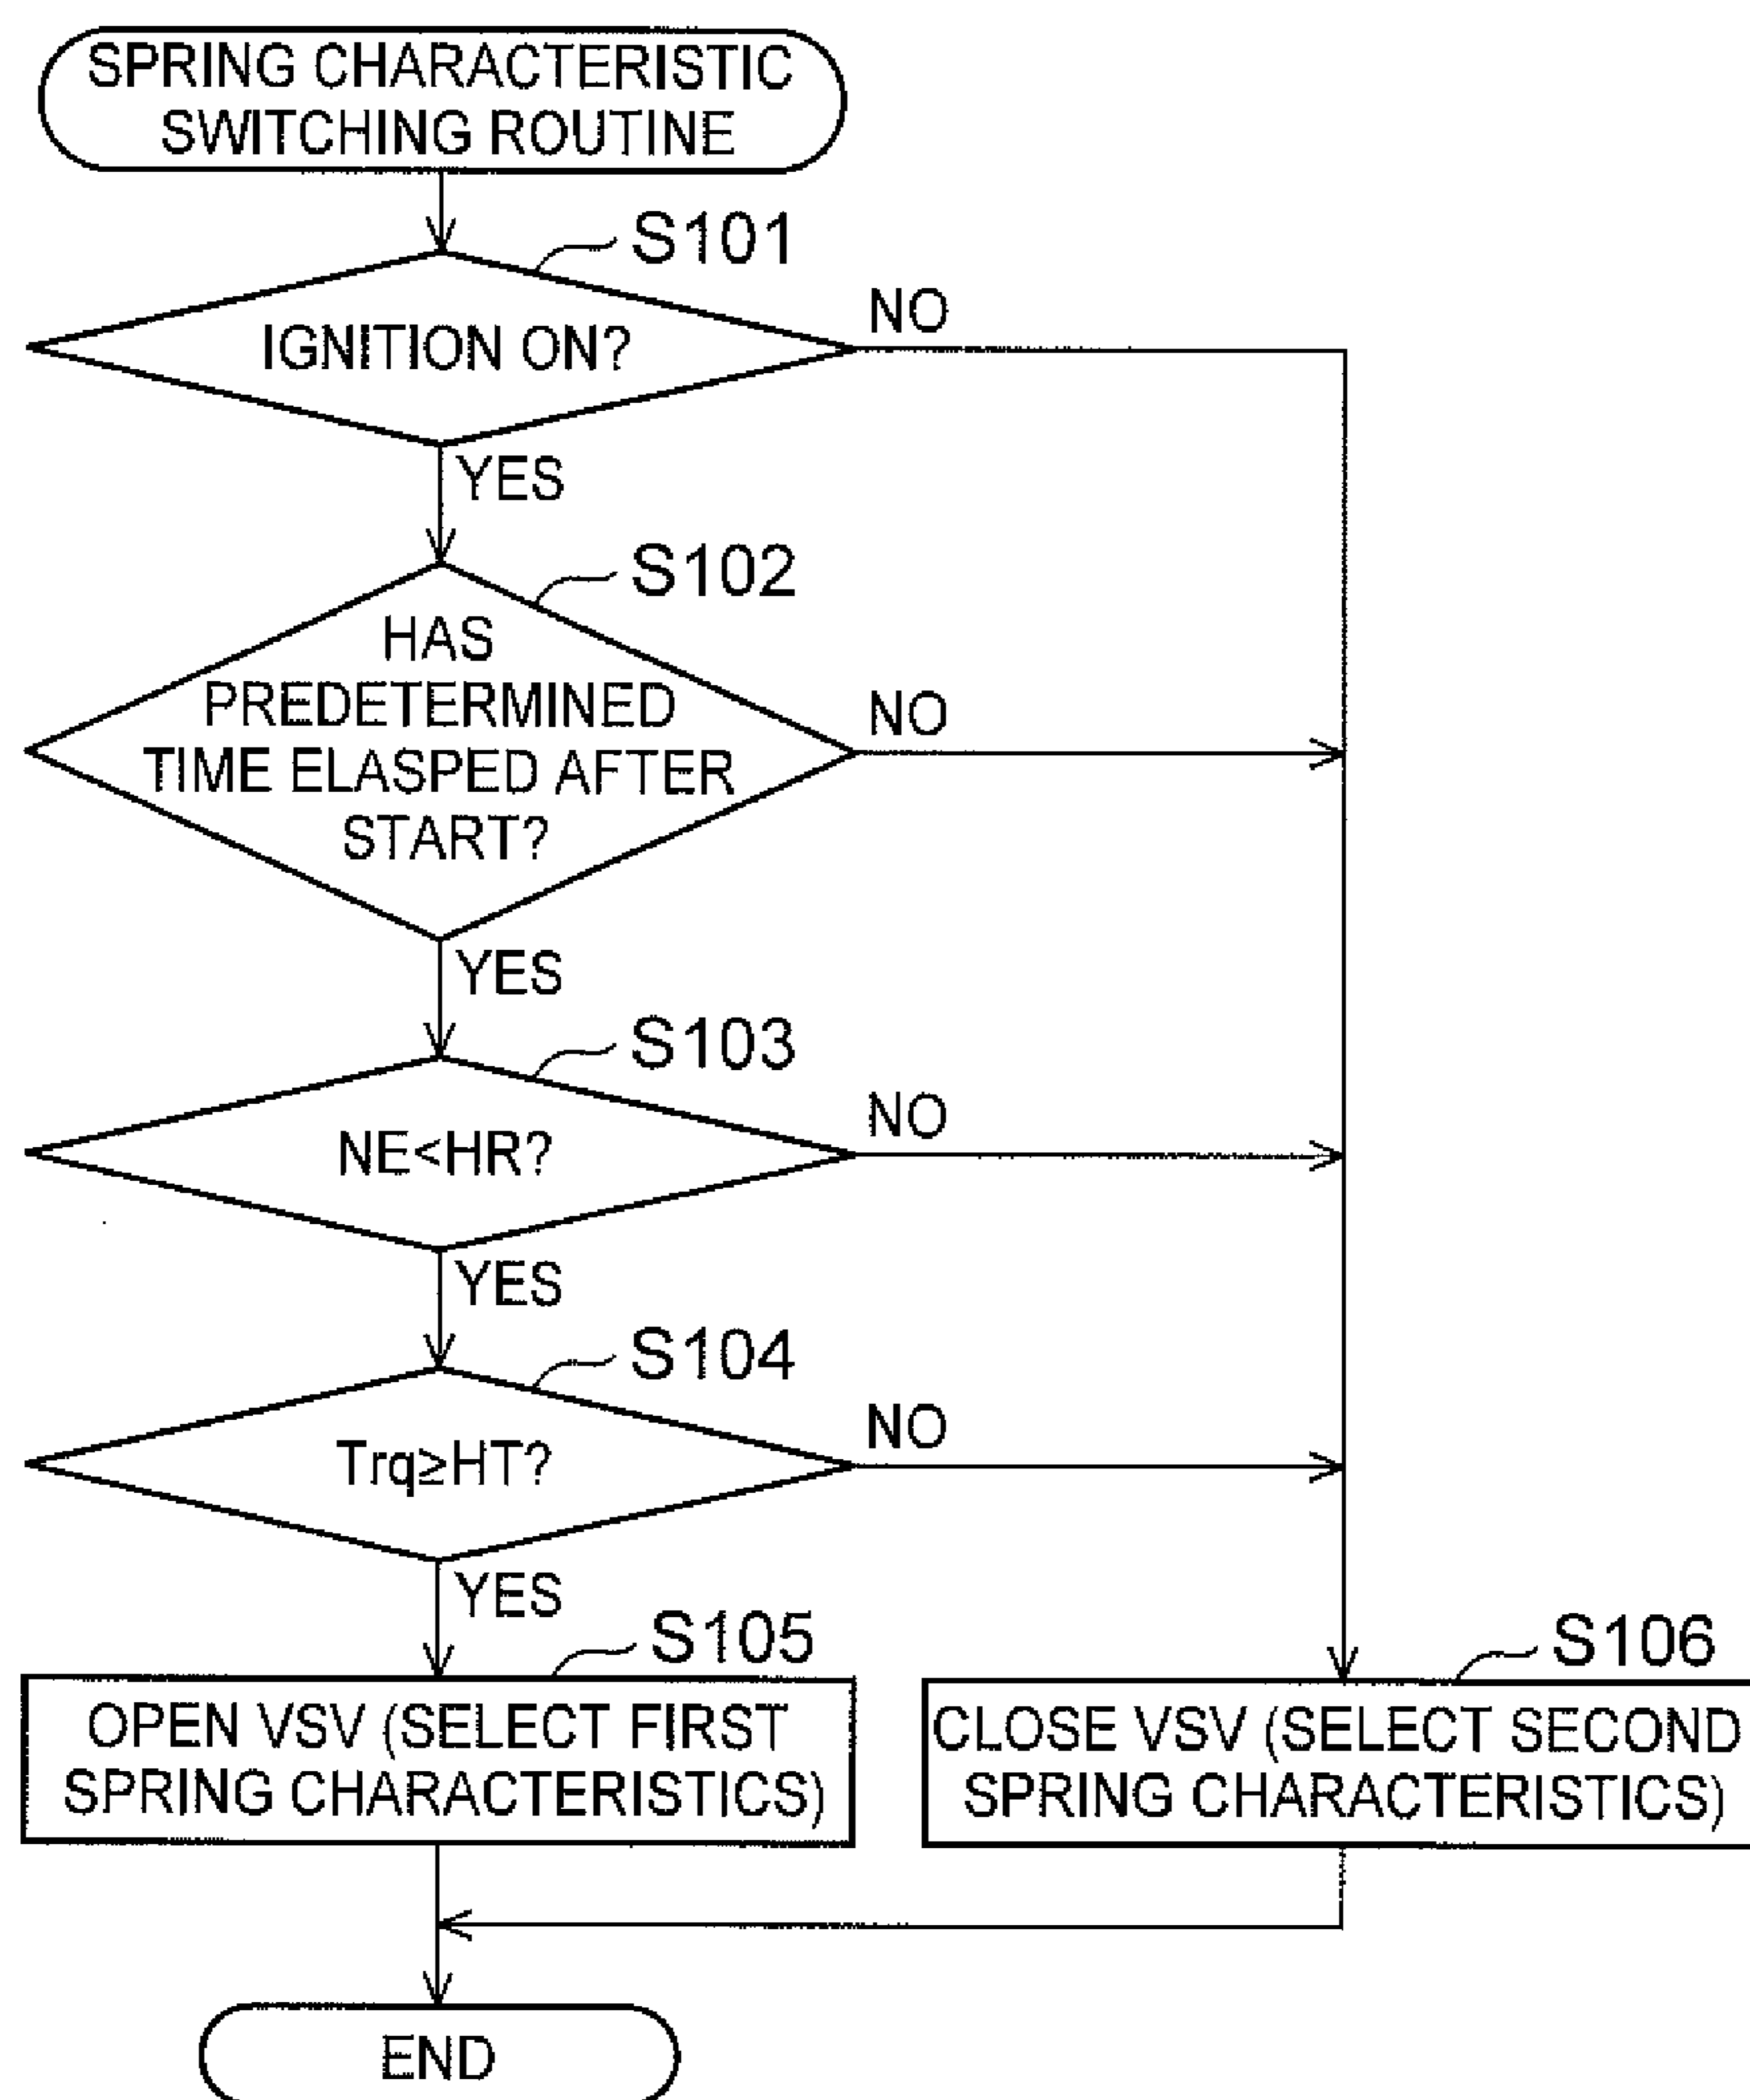 SPRING CHARACTERISTIC
SWITCHING ROUTINE
S101
IGNITION ON?
NO
YES
S102
HAS
PREDETERMINED
TIME ELASPED AFTER
START?
NO
YES
S103
NE<HR?
NO
YES
S104
Trq≥HT?
NO
YES
S105
OPEN VSV (SELECT FIRST
SPRING CHARACTERISTICS)
S106
CLOSE VSV (SELECT SECOND
SPRING CHARACTERISTICS)
END